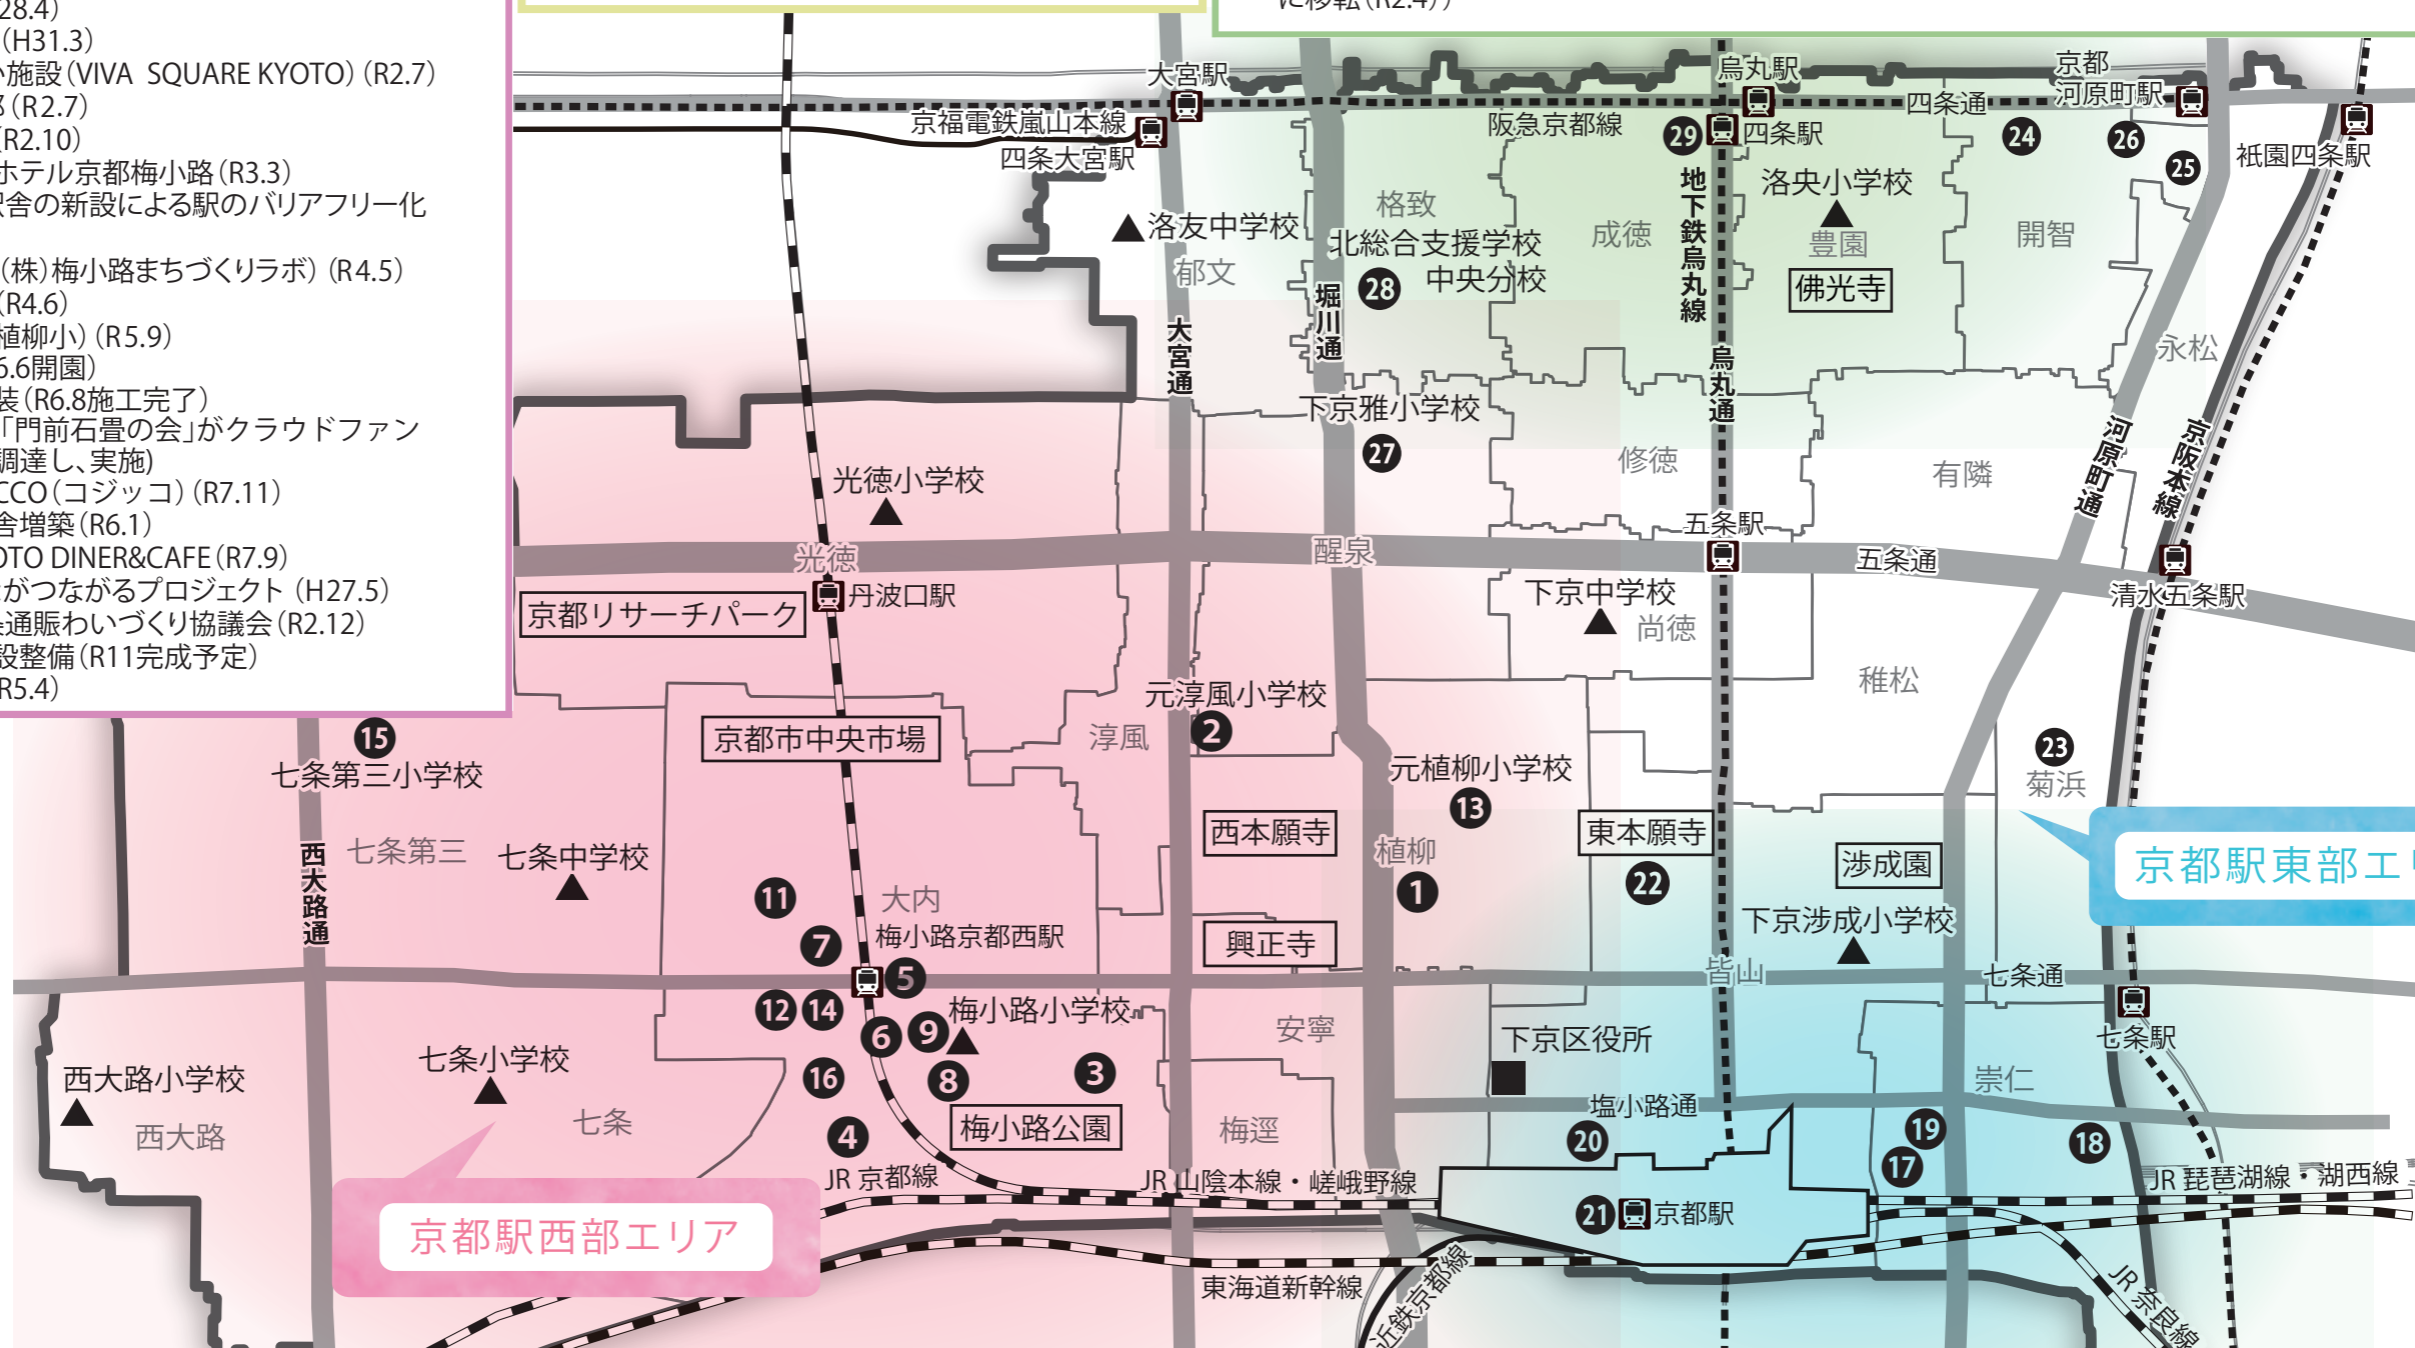 28.4)
(H31.3)
施設(VIVA SQUARE KYOTO)(R2.7)
(R2.7)
(R2.10)
ホテル京都梅小路(R3.3)
舎の新設による駅のバリアフリー化
(株)梅小路まちづくりラボ)(R4.5)
(R4.6)
植柳小)(R5.9)
6.6開園)
装(R6.8施工完了)
「門前石畳の会」がクラウドファン
調達し、実施)
CCO(コジッコ)(R7.11)
舎増築(R6.1)
OTO DINER&CAFE(R7.9)
がつながるプロジェクト(H27.5)
通賑わいづくり協議会(R2.12)
設整備(R11完成予定)
R5.4)
に移転(R2.4))
大宮駅
烏丸駅
京都
河原町駅
四条通
京福電鉄嵐山本線
四条大宮駅
阪急京都線
29
四条駅
24
26
25
祇園四条駅
地下鉄烏丸線
洛央小学校
豊園
佛光寺
開智
成徳
格致
北総合支援学校
中央分校
28
洛友中学校
郁文
堀川通
大宮通
烏丸通
永松
下京雅小学校
27
修徳
有隣
河原町通
京阪本線
光徳小学校
光徳
醒泉
五条駅
五条通
清水五条駅
京都リサーチパーク
丹波口駅
下京中学校
尚徳
稚松
元淳風小学校
2
淳風
京都市中央市場
15
七条第三小学校
七条第三
七条中学校
西大路通
元植柳小学校
13
23
菊浜
西本願寺
植柳
1
東本願寺
22
渉成園
京都駅東部エリ
11
大内
7
梅小路京都西駅
5
興正寺
下京渉成小学校
皆山
七条通
12
14
6
9
梅小路小学校
安寧
下京区役所
七条駅
西大路小学校
西大路
七条小学校
七条
16
8
3
4
梅小路公園
梅逕
塩小路通
崇仁
20
19
17
18
JR 京都線
JR 山陰本線・嵯峨野線
JR 琵琶湖線・湖西線
21
京都駅
京都駅西部エリア
東海道新幹線
近鉄京都線
JR 奈良線